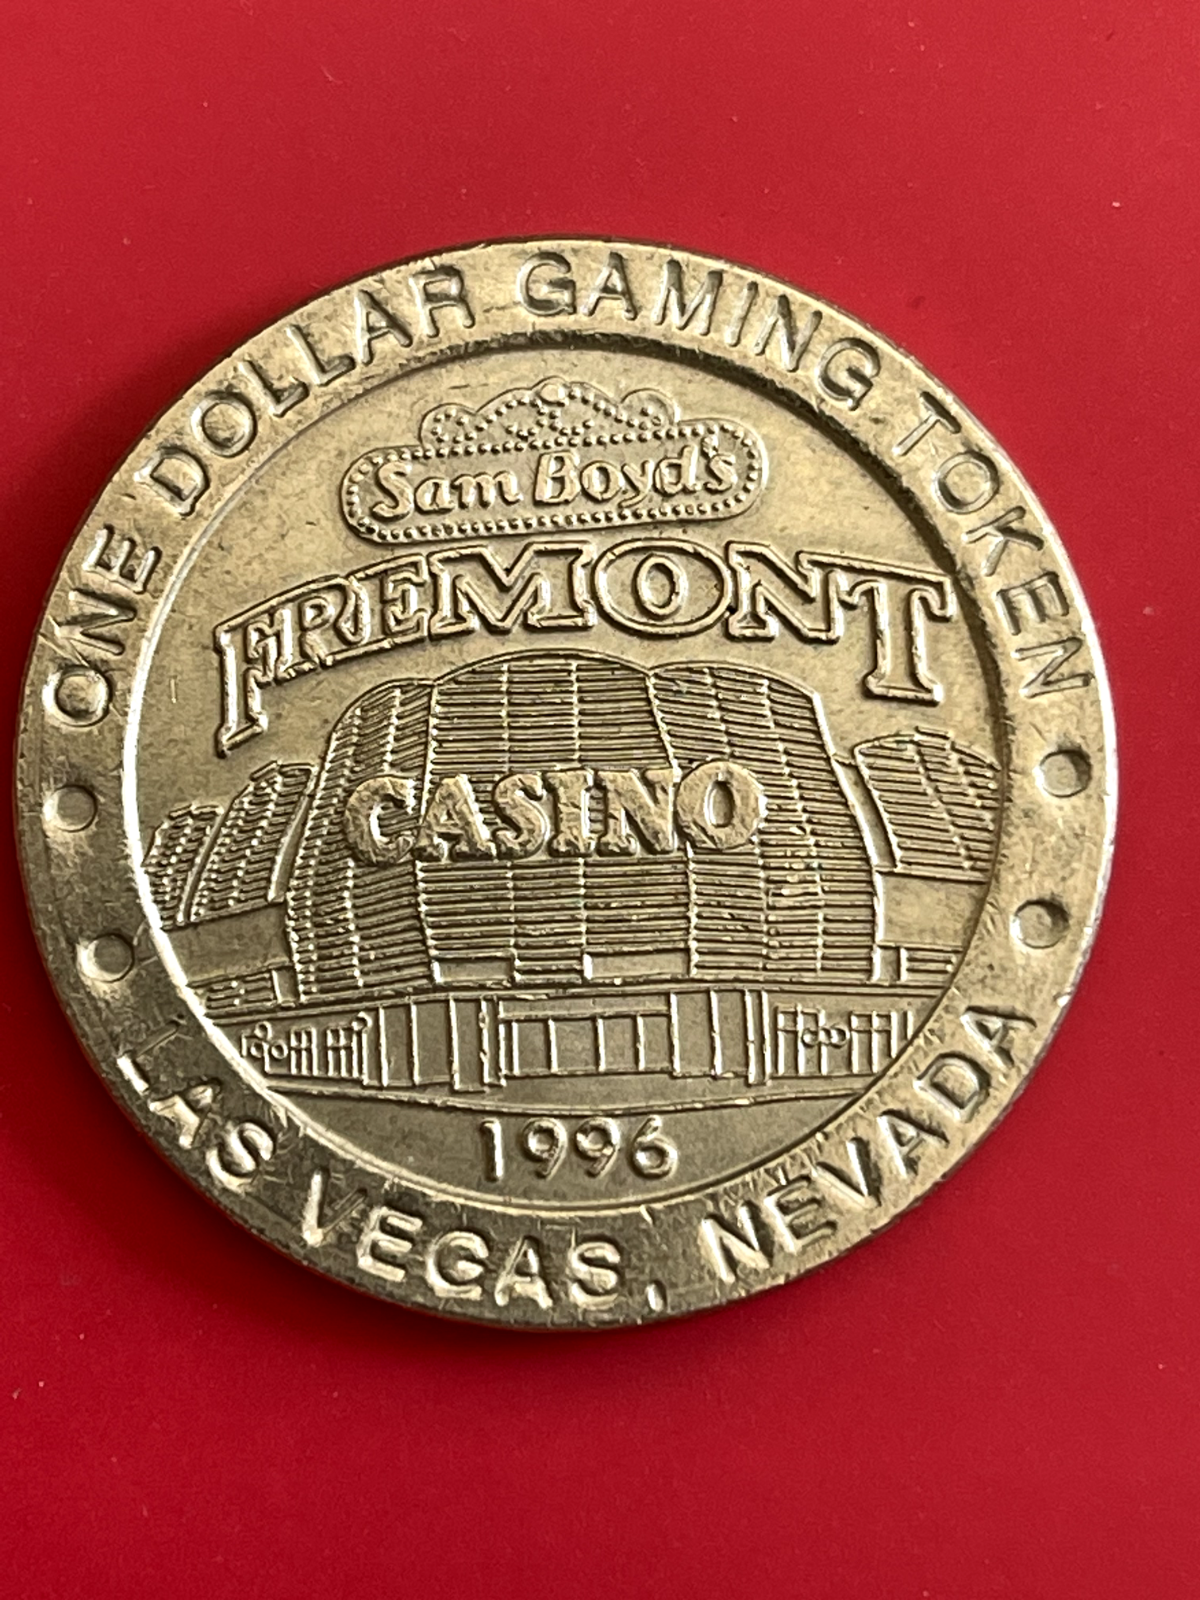 ONE DOLLAR GAMING TOKEN
Sam Boyd's
FREMONT
CASINO
1996
LAS VEGAS, NEVADA